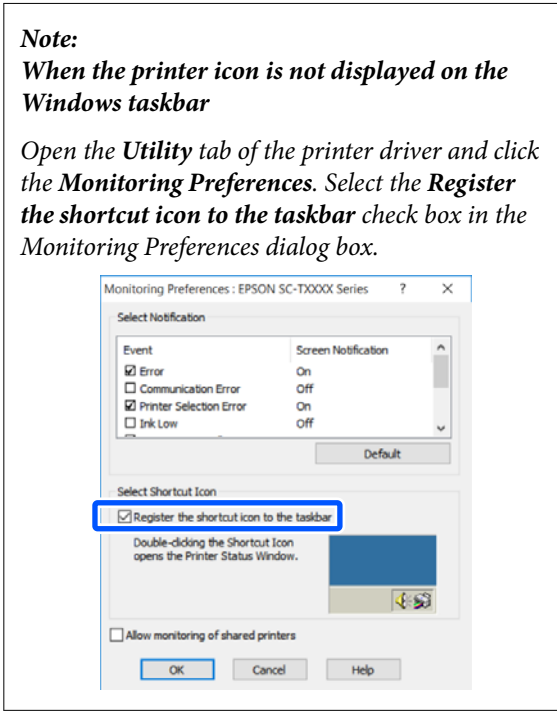 Note:
When the printer icon is not displayed on the
Windows taskbar
Open the Utility tab of the printer driver and click
the Monitoring Preferences. Select the Register
the shortcut icon to the taskbar check box in the
Monitoring Preferences dialog box.
Monitoring Preferences : EPSON SC-TXXXX Series ? ×
Select Notification
Event Screen Notification
Error On
Communication Error Off
Printer Selection Error On
Ink Low Off
Default
Select Shortcut Icon
Register the shortcut icon to the taskbar
Double-clicking the Shortcut Icon
opens the Printer Status Window.
Allow monitoring of shared printers
OK Cancel Help